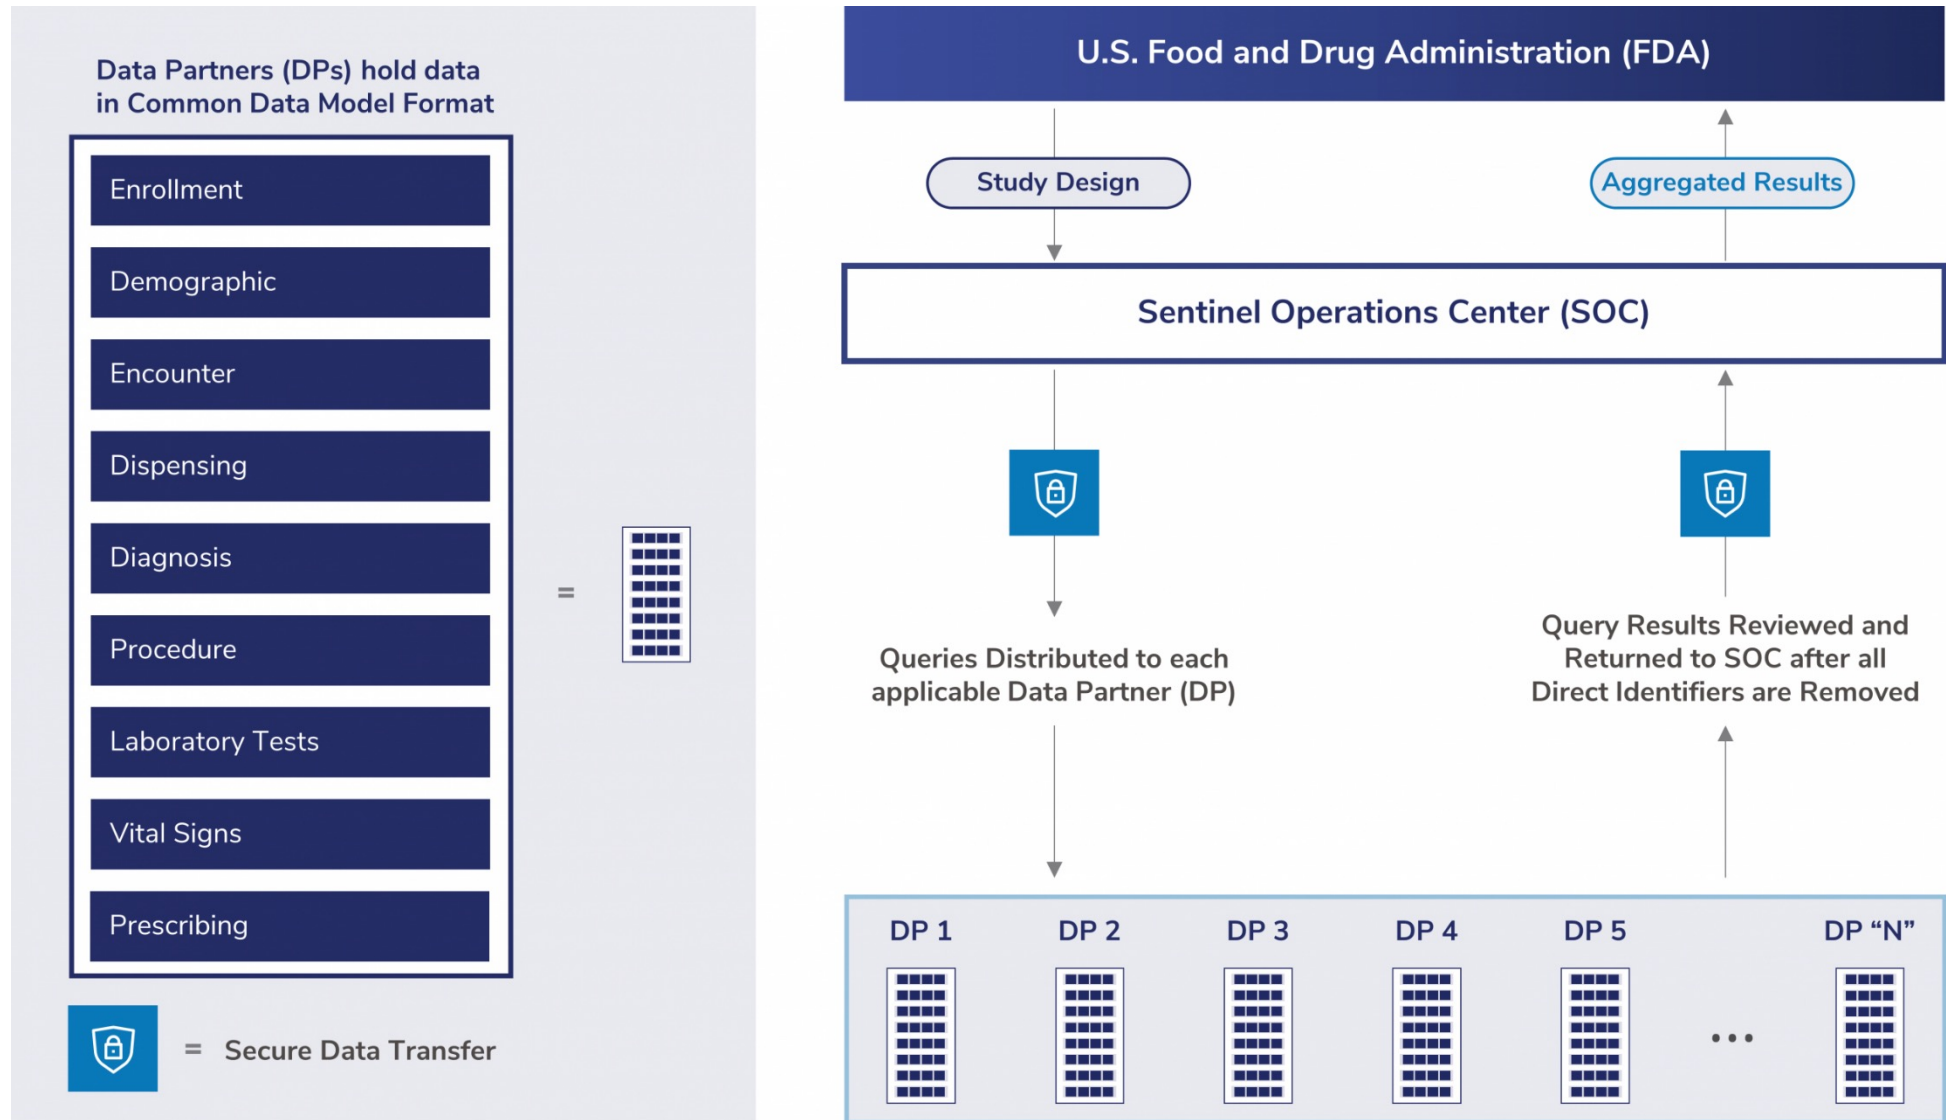 Data Partners (DPs) hold data
in Common Data Model Format
Enrollment
Demographic
Encounter
Dispensing
Diagnosis
Procedure
Laboratory Tests
Vital Signs
Prescribing
=
= Secure Data Transfer
U.S. Food and Drug Administration (FDA)
Study Design
Aggregated Results
Sentinel Operations Center (SOC)
Queries Distributed to each
applicable Data Partner (DP)
Query Results Reviewed and
Returned to SOC after all
Direct Identifiers are Removed
DP 1 DP 2 DP 3 DP 4 DP 5 DP “N”
...